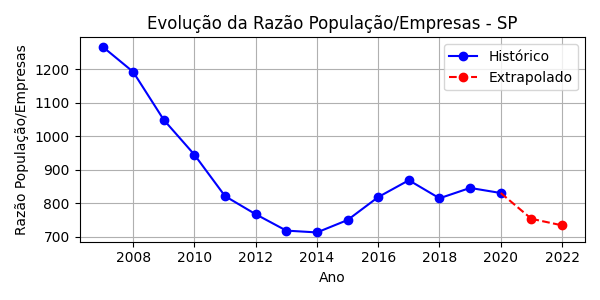 Evolução da Razão População/Empresas - SP
Razão População/Empresas
1200
1100
1000
900
800
700
Histórico
Extrapolado
2008 2010 2012 2014 2016 2018 2020 2022
Ano